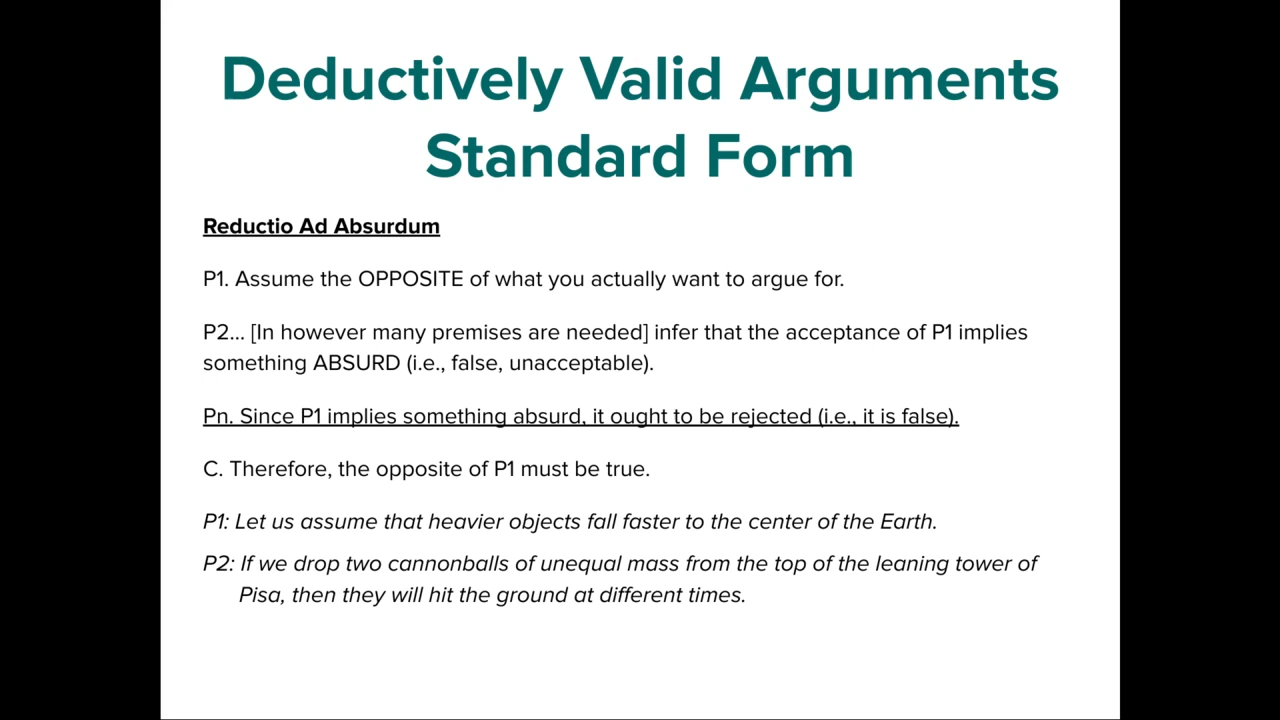 Deductively Valid Arguments
Standard Form
Reductio Ad Absurdum
P1. Assume the OPPOSITE of what you actually want to argue for.
P2... [In however many premises are needed] infer that the acceptance of P1 implies
something ABSURD (i.e., false, unacceptable).
Pn. Since P1 implies something absurd, it ought to be rejected (i.e., it is false).
C. Therefore, the opposite of P1 must be true.
P1: Let us assume that heavier objects fall faster to the center of the Earth.
P2: If we drop two cannonballs of unequal mass from the top of the leaning tower of
Pisa, then they will hit the ground at different times.